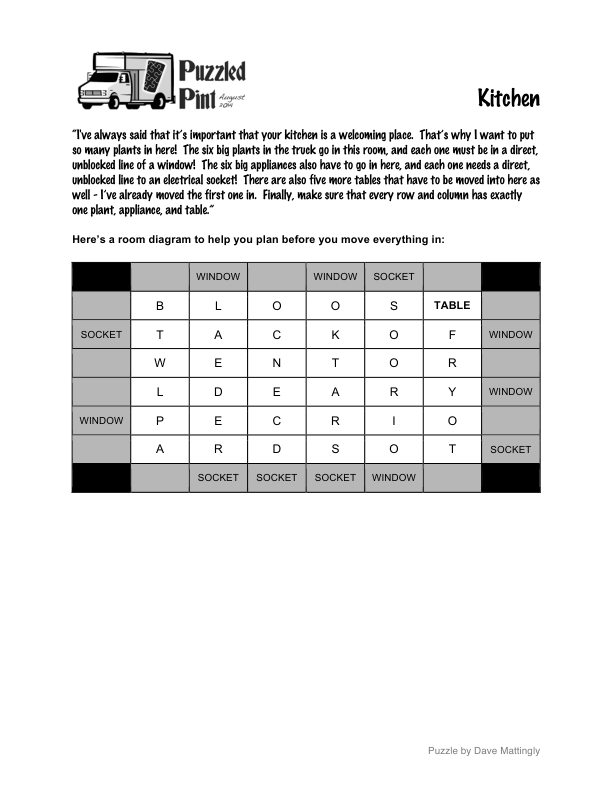 Puzzled
Pint August
2014
Kitchen
"I've always said that it's important that your kitchen is a welcoming place. That's why I want to put
so many plants in here! The six big plants in the truck go in this room, and each one must be in a direct,
unblocked line of a window! The six big appliances also have to go in here, and each one needs a direct,
unblocked line to an electrical socket! There are also five more tables that have to be moved into here as
well - I've already moved the first one in. Finally, make sure that every row and column has exactly
one plant, appliance, and table."
Here's a room diagram to help you plan before you move everything in:
WINDOW WINDOW SOCKET
B L O O S TABLE
SOCKET T A C K O F WINDOW
W E N T O R
L D E A R Y WINDOW
WINDOW P E C R I O
A R D S O T SOCKET
SOCKET SOCKET SOCKET WINDOW
Puzzle by Dave Mattingly